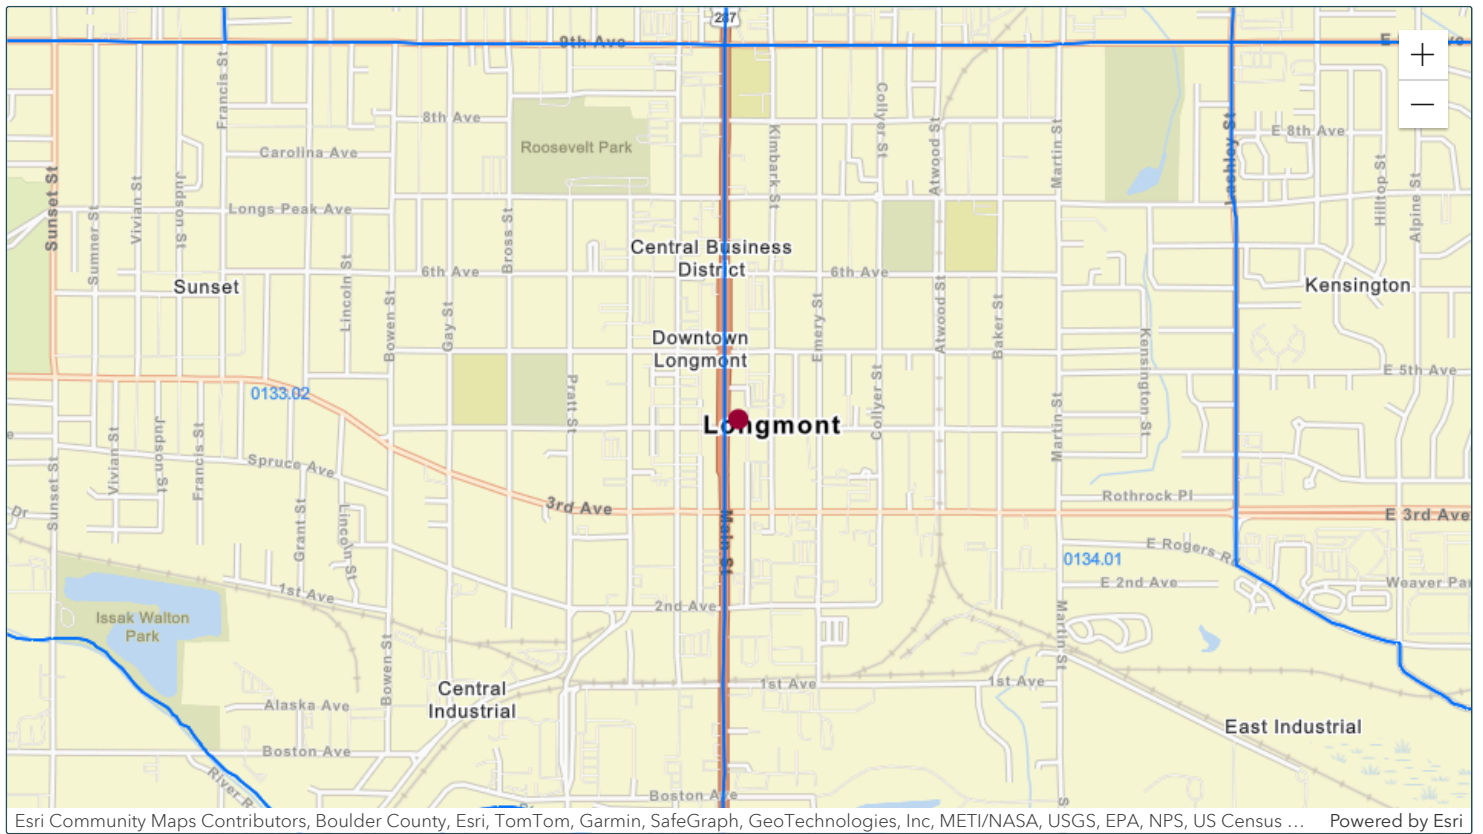 287
9th Ave
E
+
−
Francis St
8th Ave
Collyer St
Atwood St
Martin St
Lashley St
E 8th Ave
Kimbark St
Roosevelt Park
Carolina Ave
Sunset St
Sumner St
Vivian St
Judson St
Longs Peak Ave
Bross St
Hilltop St
Alpine St
Central Business
District
6th Ave
6th Ave
Sunset
Lincoln St
Bowen St
Gay St
Emery St
Atwood St
Baker St
Kensington
Downtown
Longmont
Kensington St
E 5th Ave
0133.02
Pratt St
Collyer St
Martin St
Longmont
Vivian St
Judson St
Francis St
Sunset St
Spruce Ave
Grant St
Lincoln St
3rd Ave
Main St
Rothrock Pl
E 3rd Ave
Dr
0134.01
E Rogers Rd
E 2nd Ave
Weaver Par
1st Ave
2nd Ave
Issak Walton
Park
Bowen St
Martin St
Central
Industrial
1st Ave
1st Ave
Alaska Ave
East Industrial
Boston Ave
River R
Boston Ave
Esri Community Maps Contributors, Boulder County, Esri, TomTom, Garmin, SafeGraph, GeoTechnologies, Inc, METI/NASA, USGS, EPA, NPS, US Census ... Powered by Esri